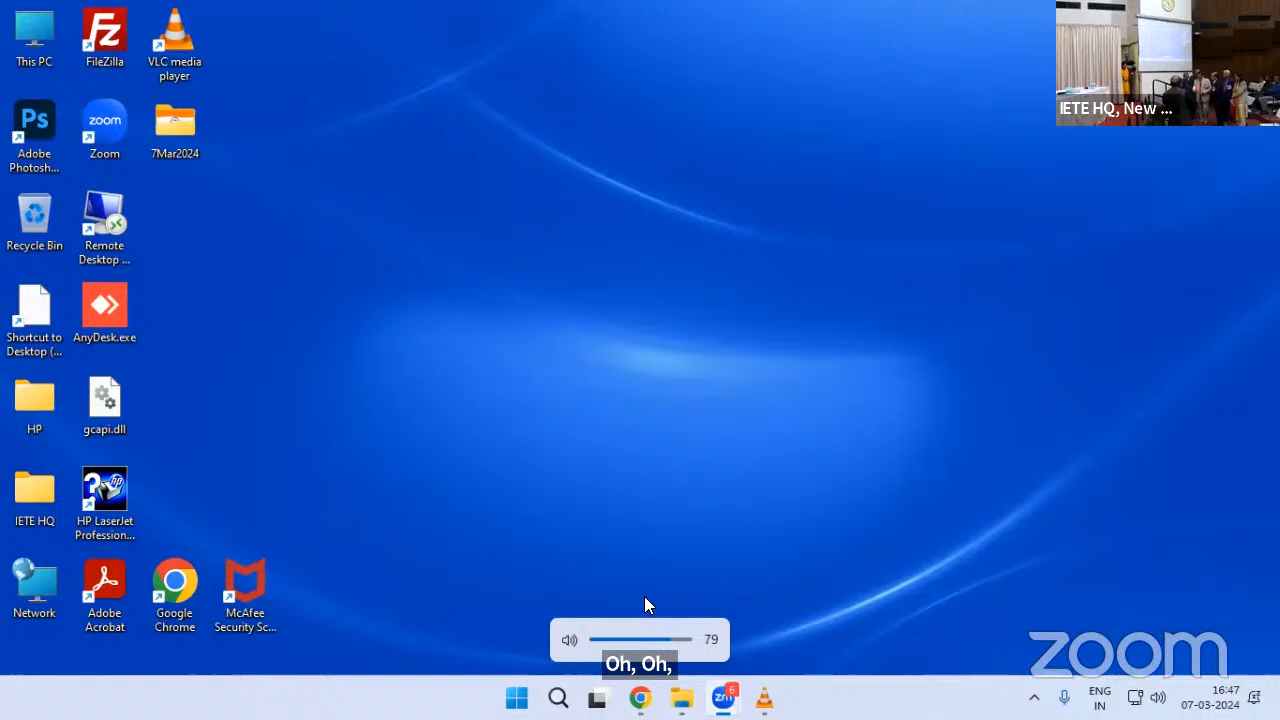 This PC
FileZilla
VLC media
player
IETE HQ, New ...
Ps
zoom
Adobe
Photosh...
Zoom
7Mar2024
Recycle Bin
Remote
Desktop ...
Shortcut to
Desktop (...
AnyDesk.exe
HP
gcapi.dll
IETE HQ
HP LaserJet
Profession...
Network
Adobe
Acrobat
Google
Chrome
McAfee
Security Sc...
79
Oh, Oh,
zoom
6
ENG
IN
16:47
07-03-2024